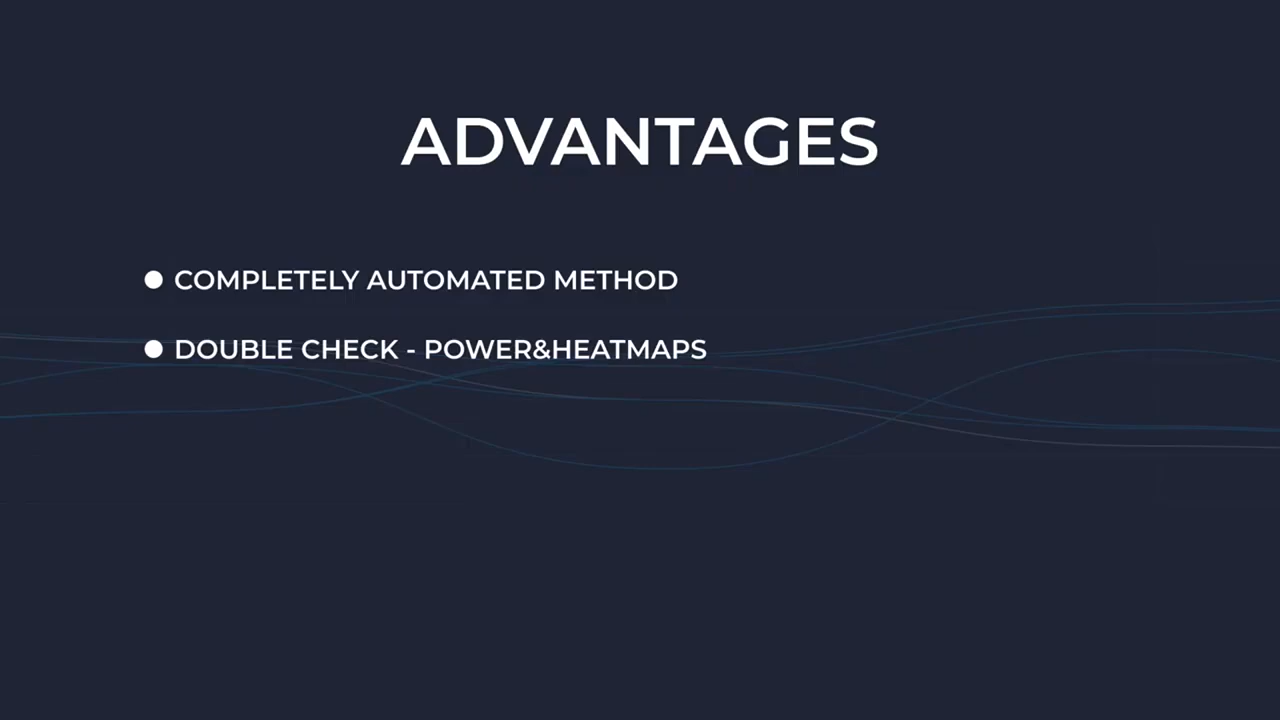 ADVANTAGES
● COMPLETELY AUTOMATED METHOD
● DOUBLE CHECK - POWER&HEATMAPS